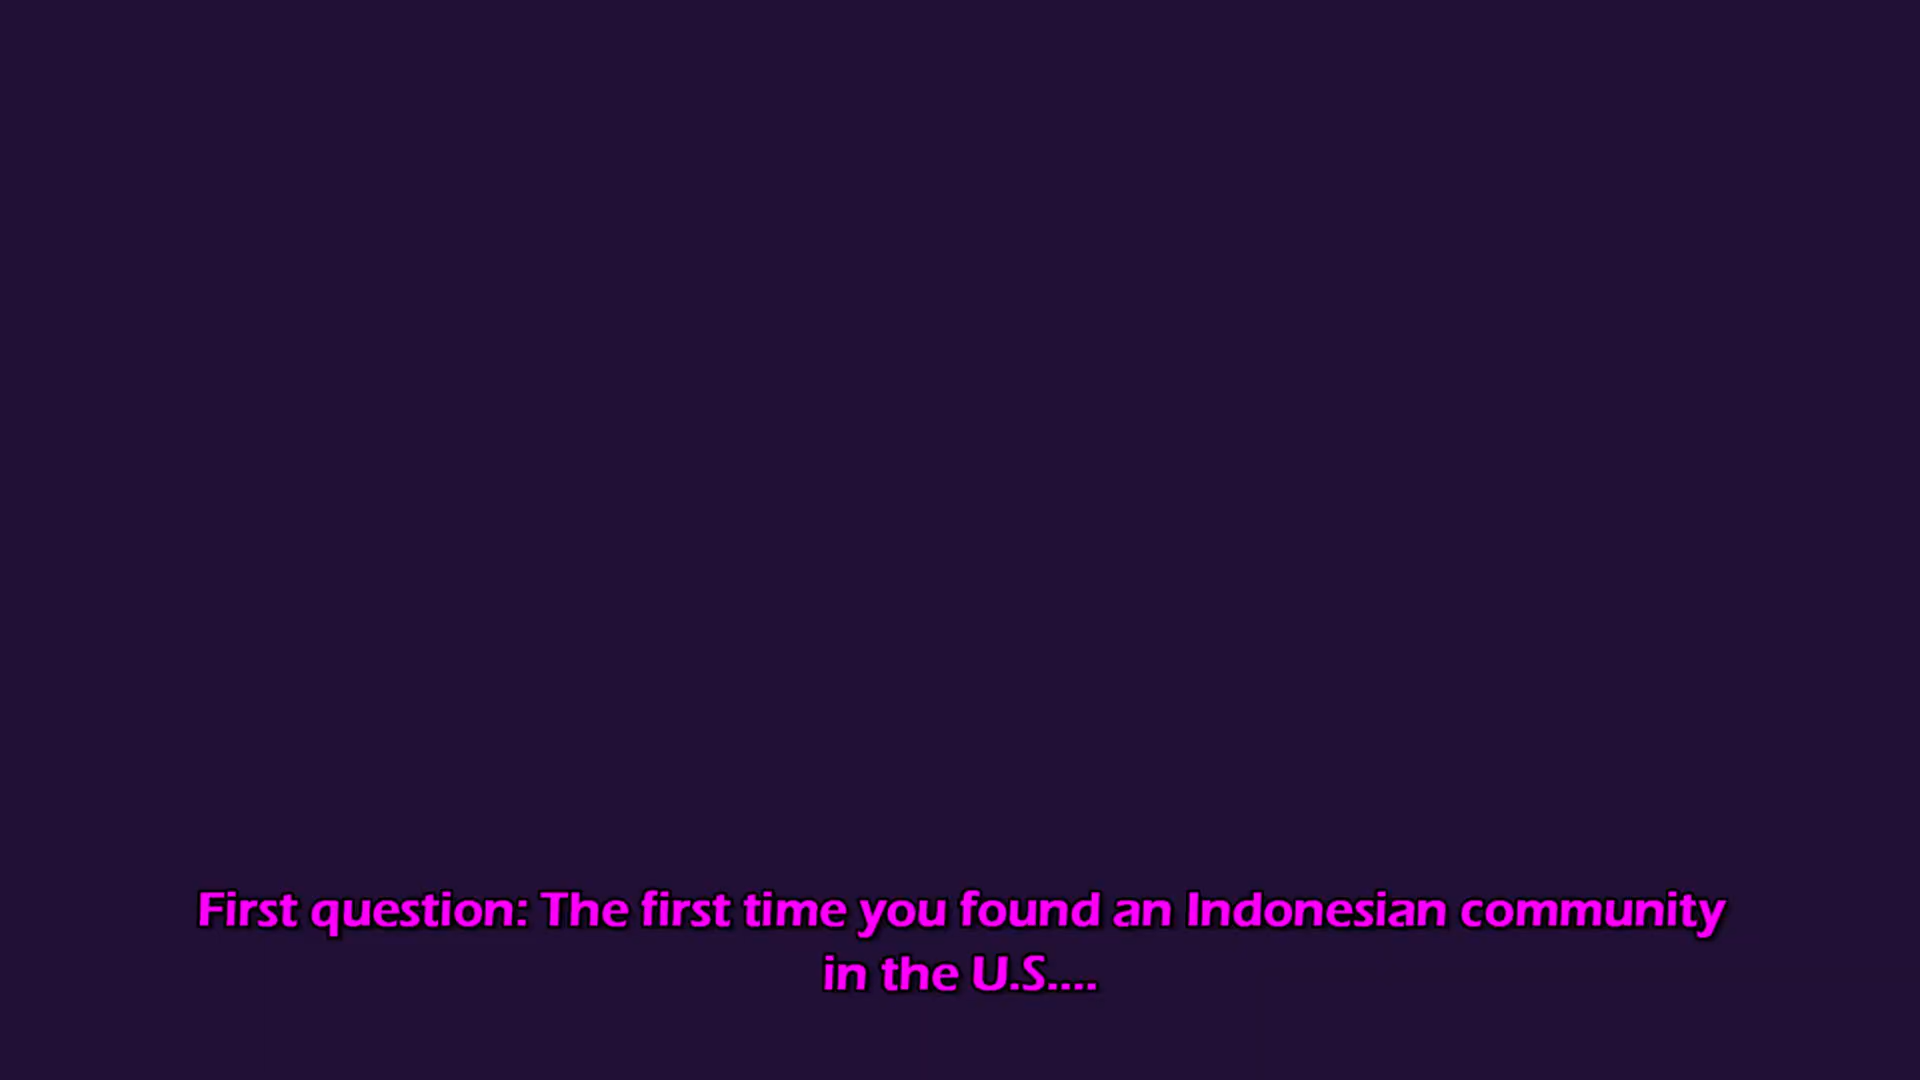 First question: The first time you found an Indonesian community
in the U.S....